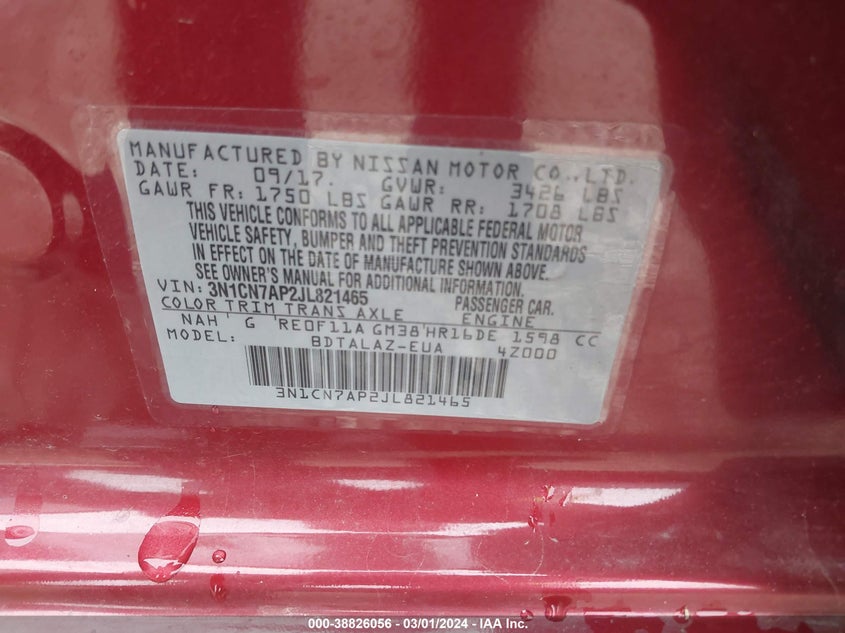 MANUFACTURED BY NISSAN MOTOR CO.,LTD.
DATE: 09/17. GVWR: 3426 LBS
GAWR FR: 1750 LBS GAWR RR: 1708 LBS
THIS VEHICLE CONFORMS TO ALL APPLICABLE FEDERAL MOTOR
VEHICLE SAFETY, BUMPER AND THEFT PREVENTION STANDARDS
IN EFFECT ON THE DATE OF MANUFACTURE SHOWN ABOVE.
SEE OWNER'S MANUAL FOR ADDITIONAL INFORMATION.
VIN: 3N1CN7AP2JL821465 PASSENGER CAR.
COLOR TRIM TRANS AXLE ENGINE
NAH ' G 'RE0F11A GM38'HR16DE 1598 CC
MODEL: BDTALAZ-EUA 4Z000
3N1CN7AP2JL821465
000-38826056 — 03/01/2024 — IAA Inc.